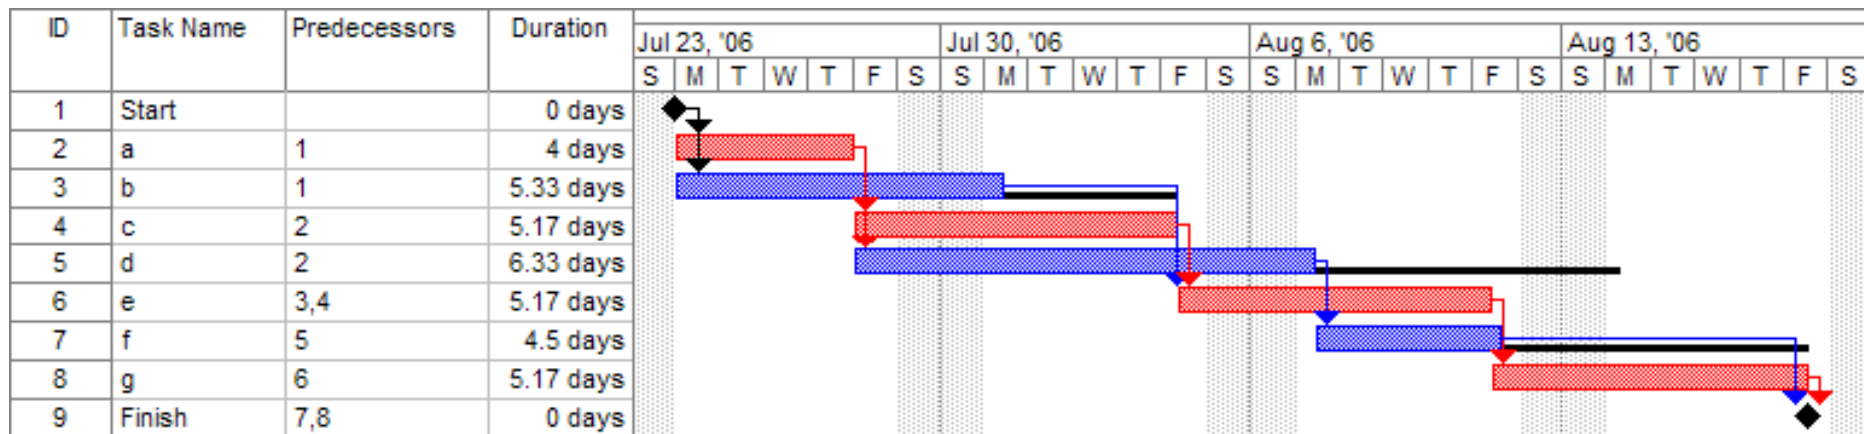 ID Task Name Predecessors Duration
Jul 23, '06 Jul 30, '06 Aug 6, '06 Aug 13, '06
S M T W T F S S M T W T F S S M T W T F S S M T W T F S
1 Start 0 days
2 a 1 4 days
3 b 1 5.33 days
4 c 2 5.17 days
5 d 2 6.33 days
6 e 3,4 5.17 days
7 f 5 4.5 days
8 g 6 5.17 days
9 Finish 7,8 0 days